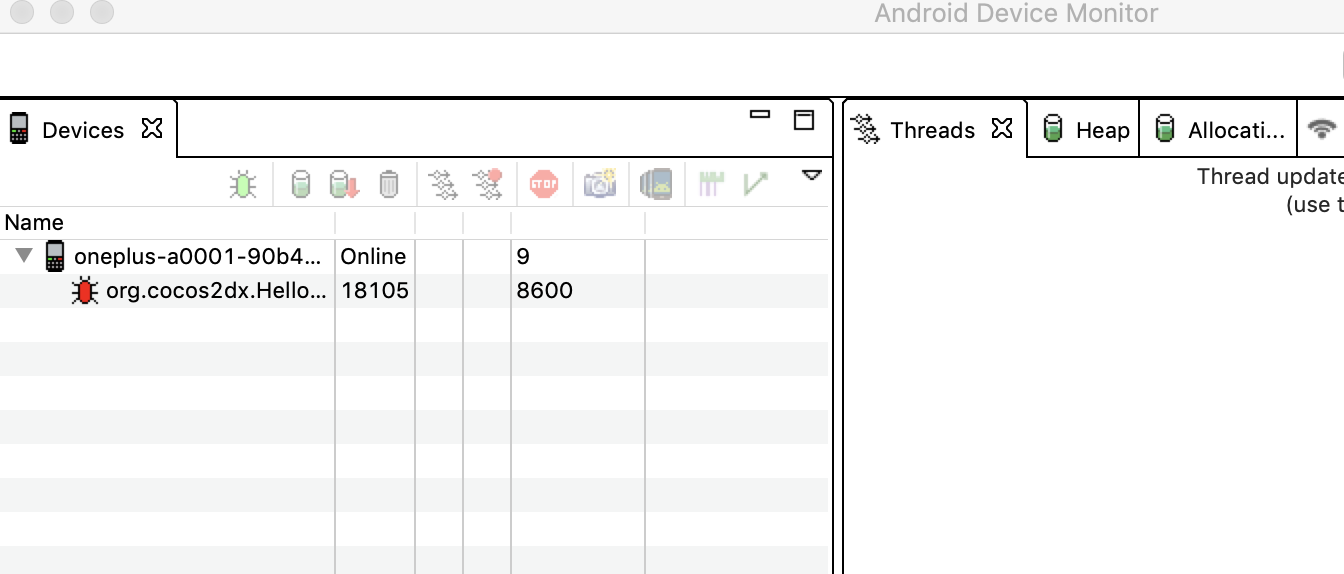 Android Device Monitor
Devices
Threads
Heap
Allocati...
STOP
Name
oneplus-a0001-90b4... Online 9
org.cocos2dx.Hello... 18105 8600
Thread update
(use t